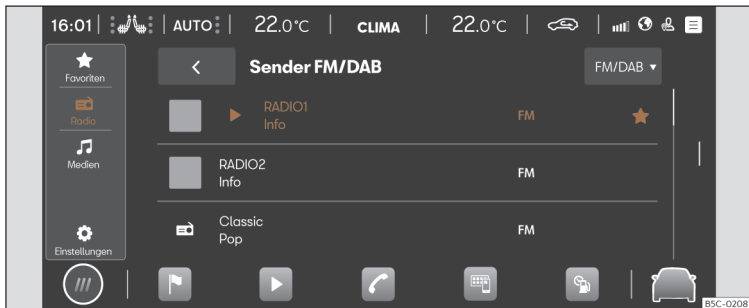 16:01 AUTO 22.0°C CLIMA 22.0°C
Favoriten
Sender FM/DAB
FM/DAB
Radio
RADIO1
Info
FM
Medien
RADIO2
Info
FM
Classic
Pop
FM
Einstellungen
B5C-0208